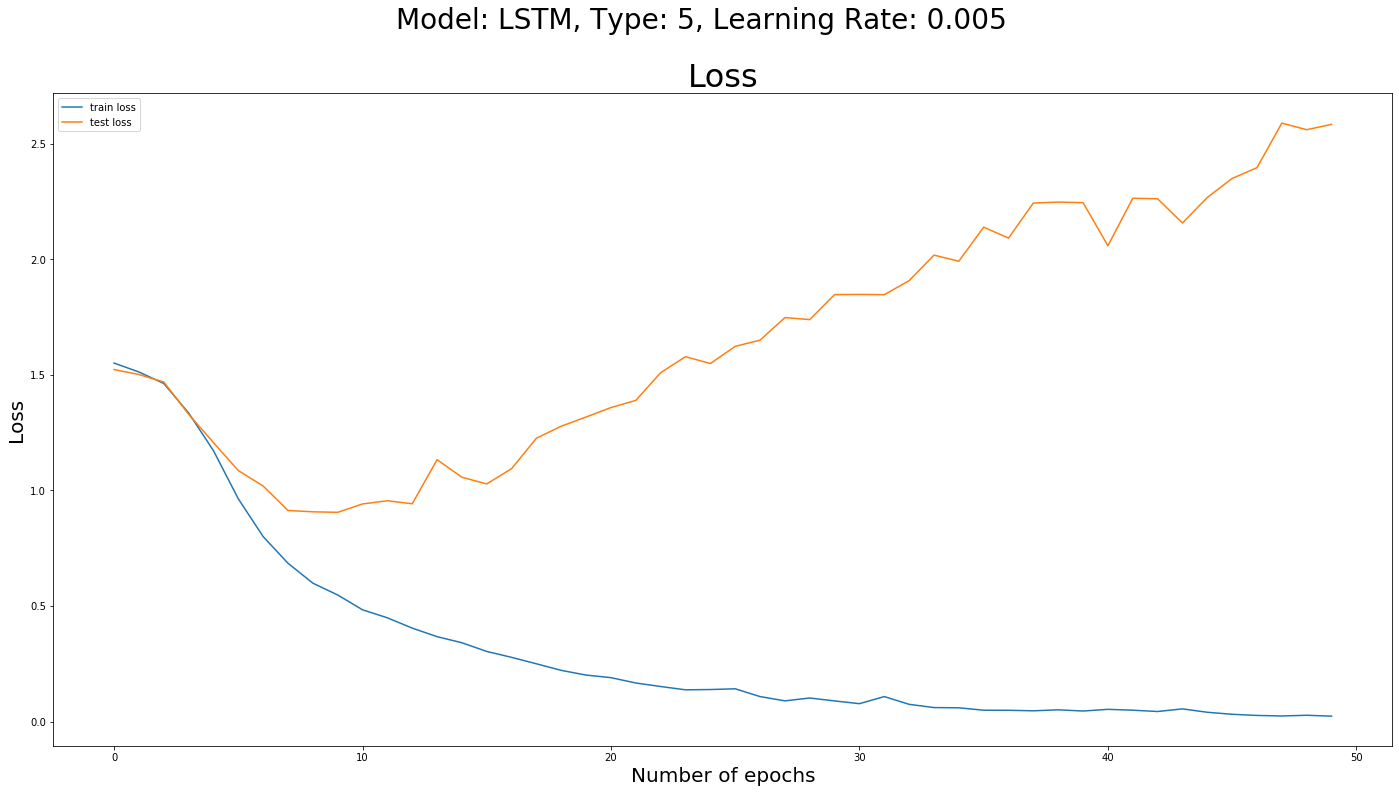 Model: LSTM, Type: 5, Learning Rate: 0.005
Loss
train loss
test loss
2.5
2.0
1.5
1.0
0.5
0.0
Loss
0 10 20 30 40 50
Number of epochs